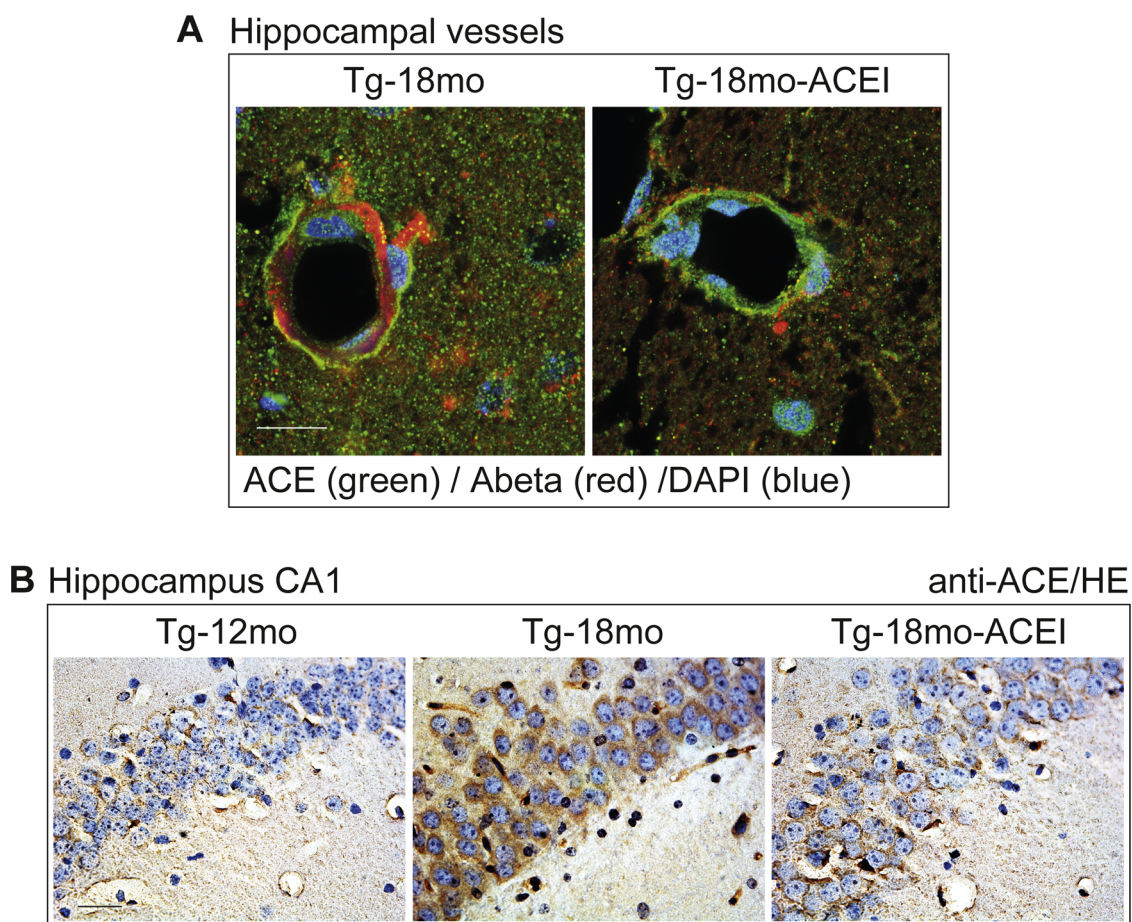 A Hippocampal vessels
Tg-18mo Tg-18mo-ACEI
ACE (green) / Abeta (red) /DAPI (blue)
B Hippocampus CA1 anti-ACE/HE
Tg-12mo Tg-18mo Tg-18mo-ACEI